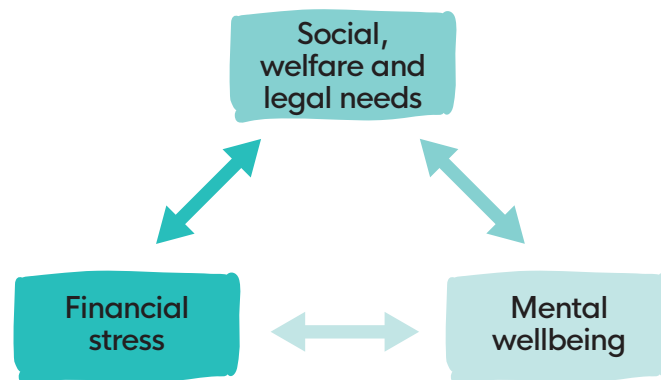 Social,
welfare and
legal needs
Financial
stress
Mental
wellbeing